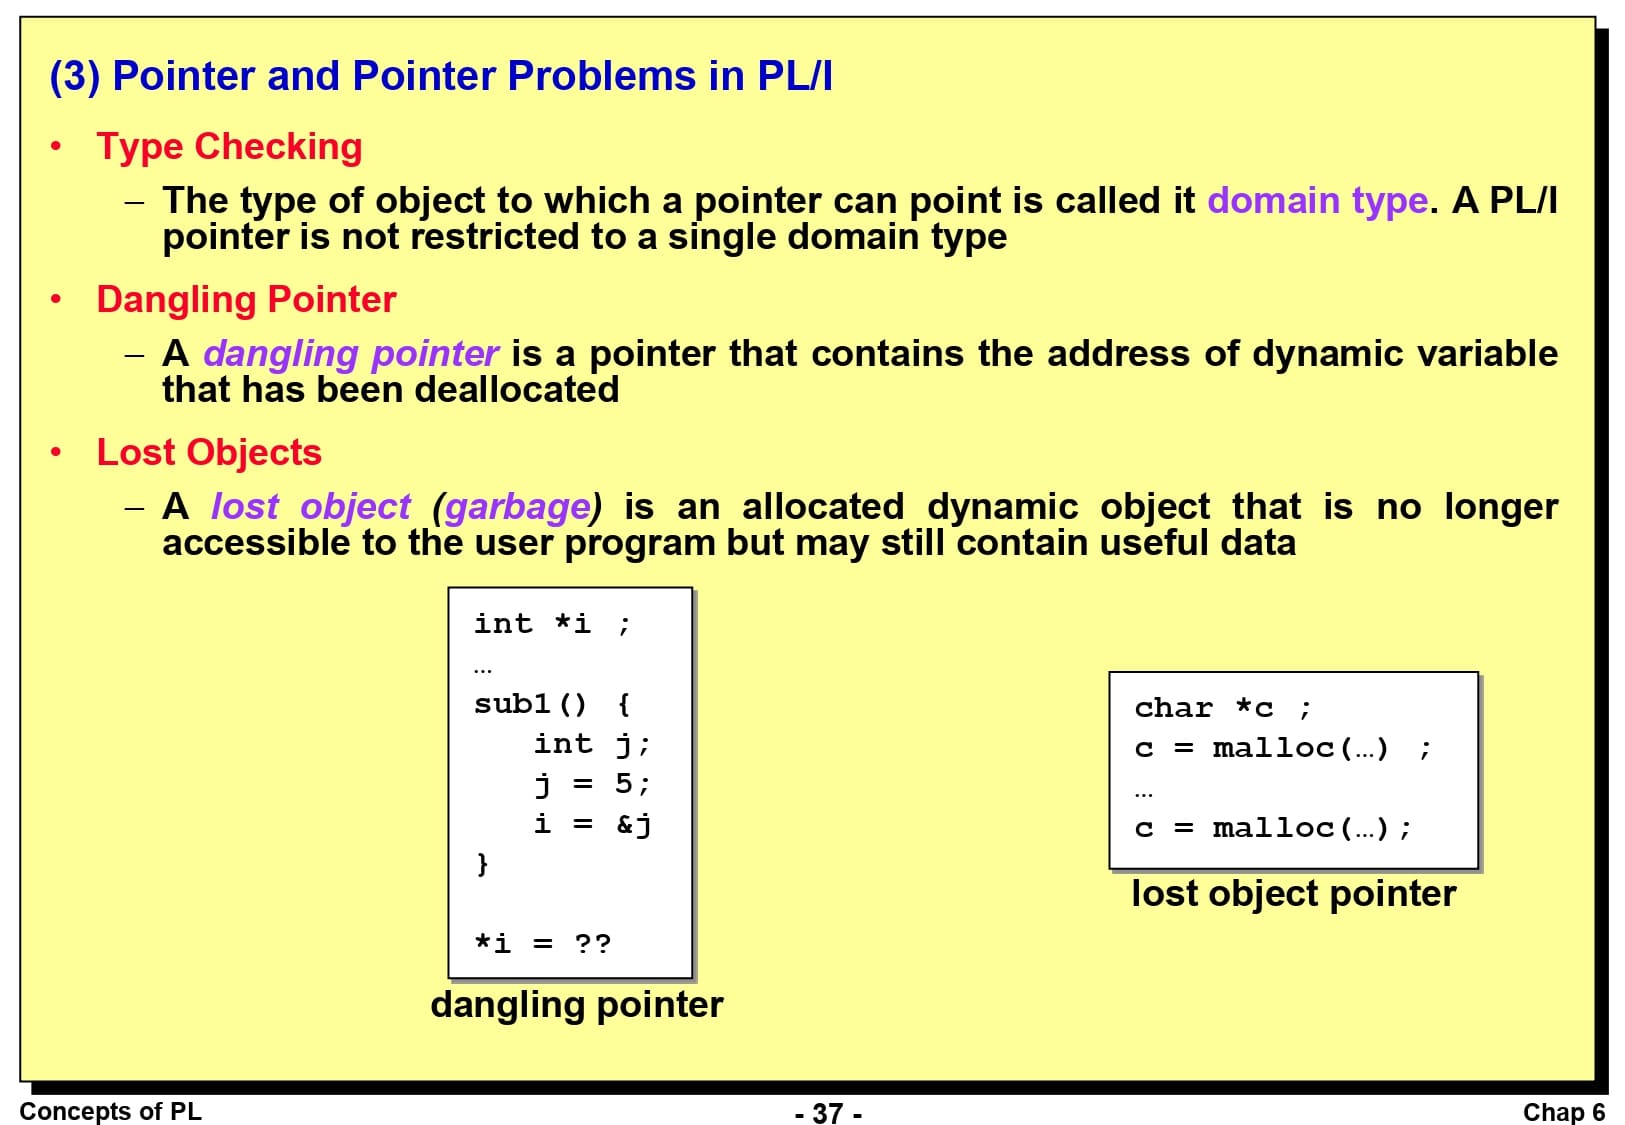 (3) Pointer and Pointer Problems in PL/I
• Type Checking
– The type of object to which a pointer can point is called it domain type. A PL/I
pointer is not restricted to a single domain type
• Dangling Pointer
– A dangling pointer is a pointer that contains the address of dynamic variable
that has been deallocated
• Lost Objects
– A lost object (garbage) is an allocated dynamic object that is no longer
accessible to the user program but may still contain useful data
int *i ;
…
sub1() {
int j;
j = 5;
i = &j
}
*i = ??
dangling pointer
char *c ;
c = malloc(…) ;
…
c = malloc(…);
lost object pointer
Concepts of PL
- 37 -
Chap 6